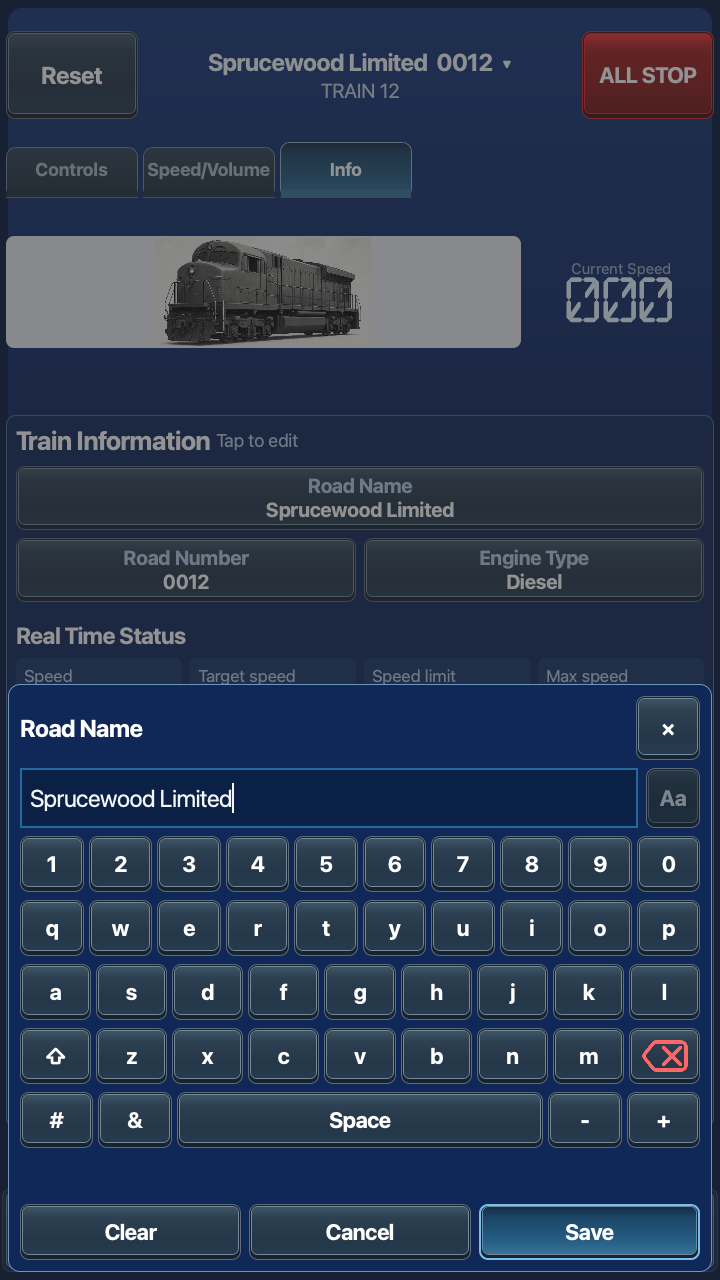 Reset
Sprucewood Limited 0012 ▾
TRAIN 12
ALL STOP
Controls
Speed/Volume
Info
Current Speed
000
Train Information Tap to edit
Road Name
Sprucewood Limited
Road Number
0012
Engine Type
Diesel
Real Time Status
Speed
Target speed
Speed limit
Max speed
Road Name
×
Sprucewood Limited
Aa
1 2 3 4 5 6 7 8 9 0
q w e r t y u i o p
a s d f g h j k l
z x c v b n m
# & Space - +
Clear
Cancel
Save